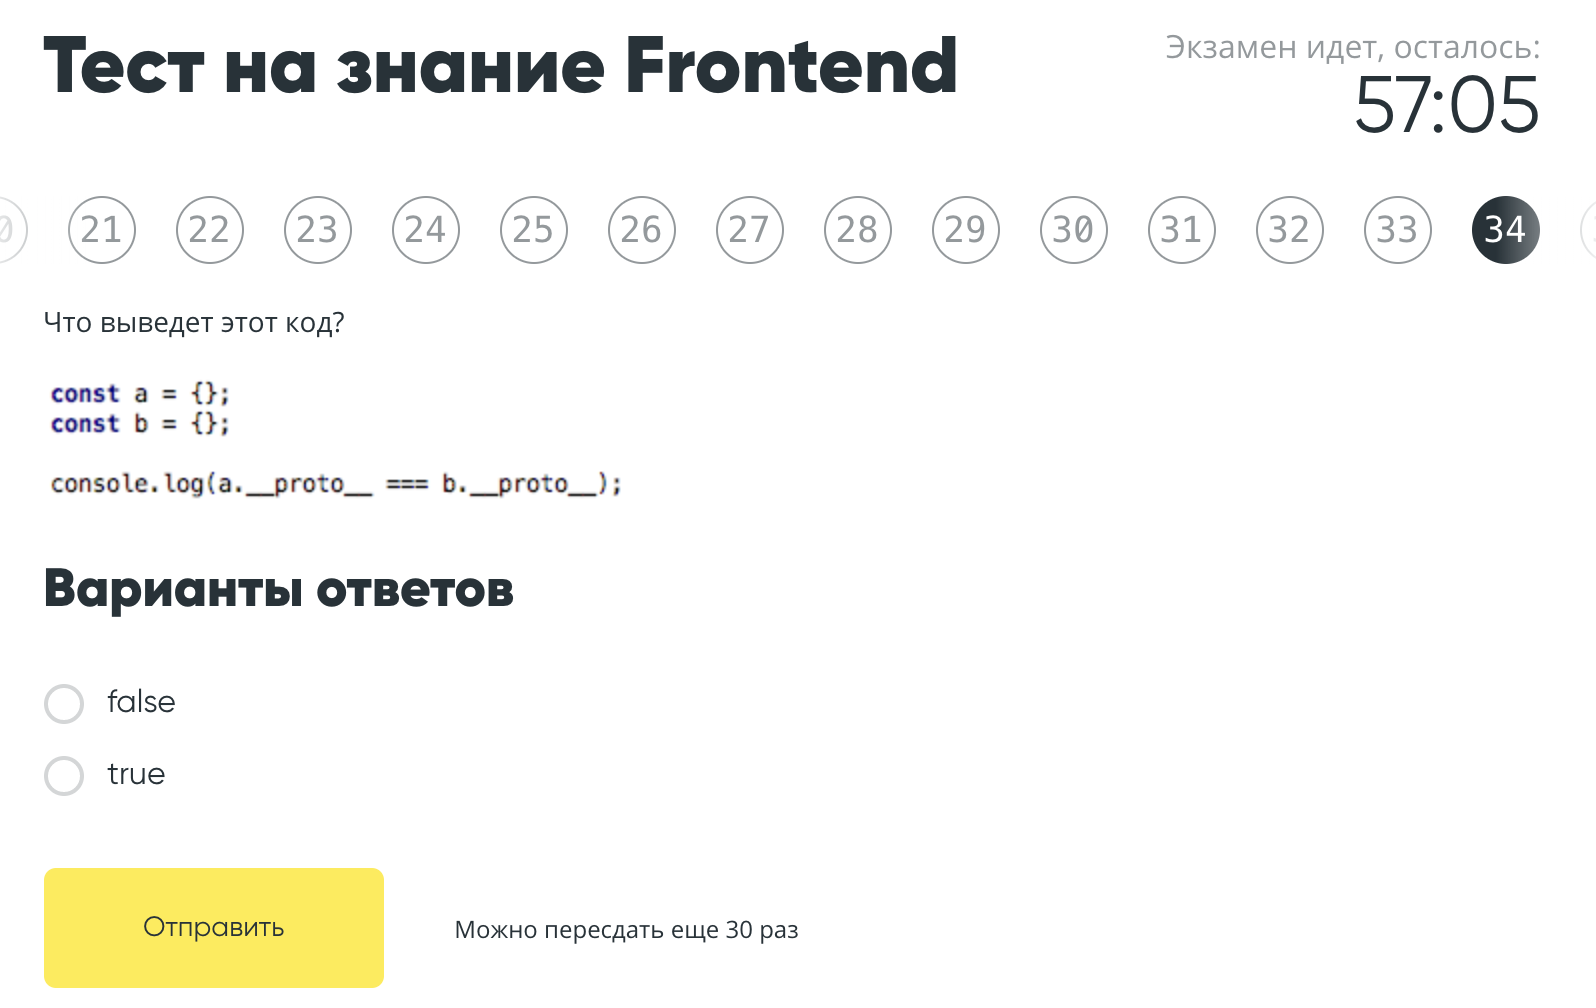 Тест на знание Frontend
Экзамен идет, осталось:
57:05
21 22 23 24 25 26 27 28 29 30 31 32 33 34
Что выведет этот код?
const a = {};
const b = {};
console.log(a.__proto__ === b.__proto__);
Варианты ответов
false
true
Отправить
Можно пересдать еще 30 раз